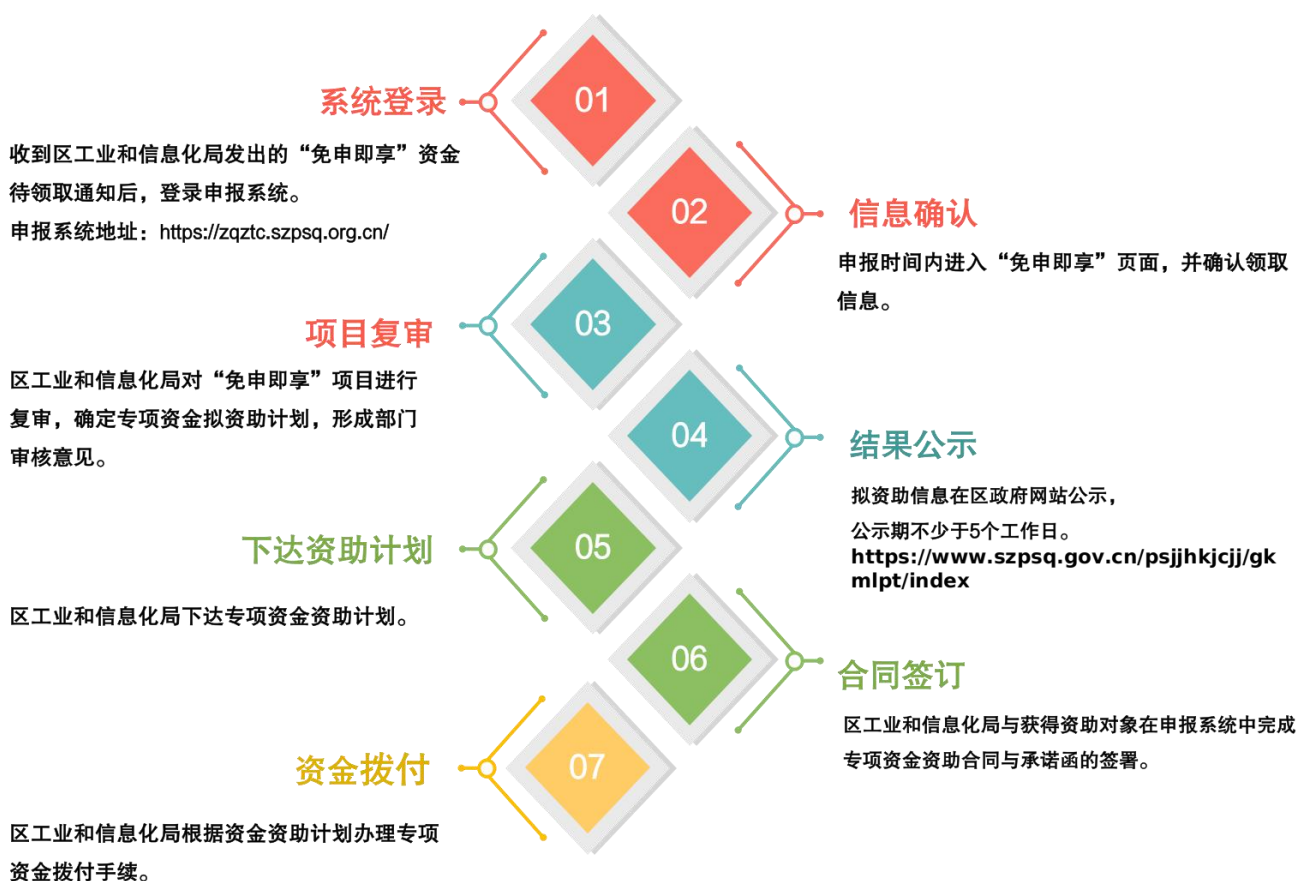 01
系统登录
收到区工业和信息化局发出的“免申即享”资金
待领取通知后，登录申报系统。
申报系统地址：https://zqztc.szpsq.org.cn/
02
信息确认
申报时间内进入“免申即享”页面，并确认领取
信息。
03
项目复审
区工业和信息化局对“免申即享”项目进行
复审，确定专项资金拟资助计划，形成部门
审核意见。
04
结果公示
拟资助信息在区政府网站公示，
公示期不少于5个工作日。
https://www.szpsq.gov.cn/psjjhkjcjj/gk
mlpt/index
05
下达资助计划
区工业和信息化局下达专项资金资助计划。
06
合同签订
区工业和信息化局与获得资助对象在申报系统中完成
专项资金资助合同与承诺函的签署。
07
资金拨付
区工业和信息化局根据资金资助计划办理专项
资金拨付手续。